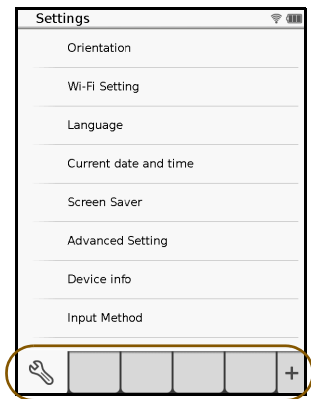 Settings
Orientation
Wi-Fi Setting
Language
Current date and time
Screen Saver
Advanced Setting
Device info
Input Method
+